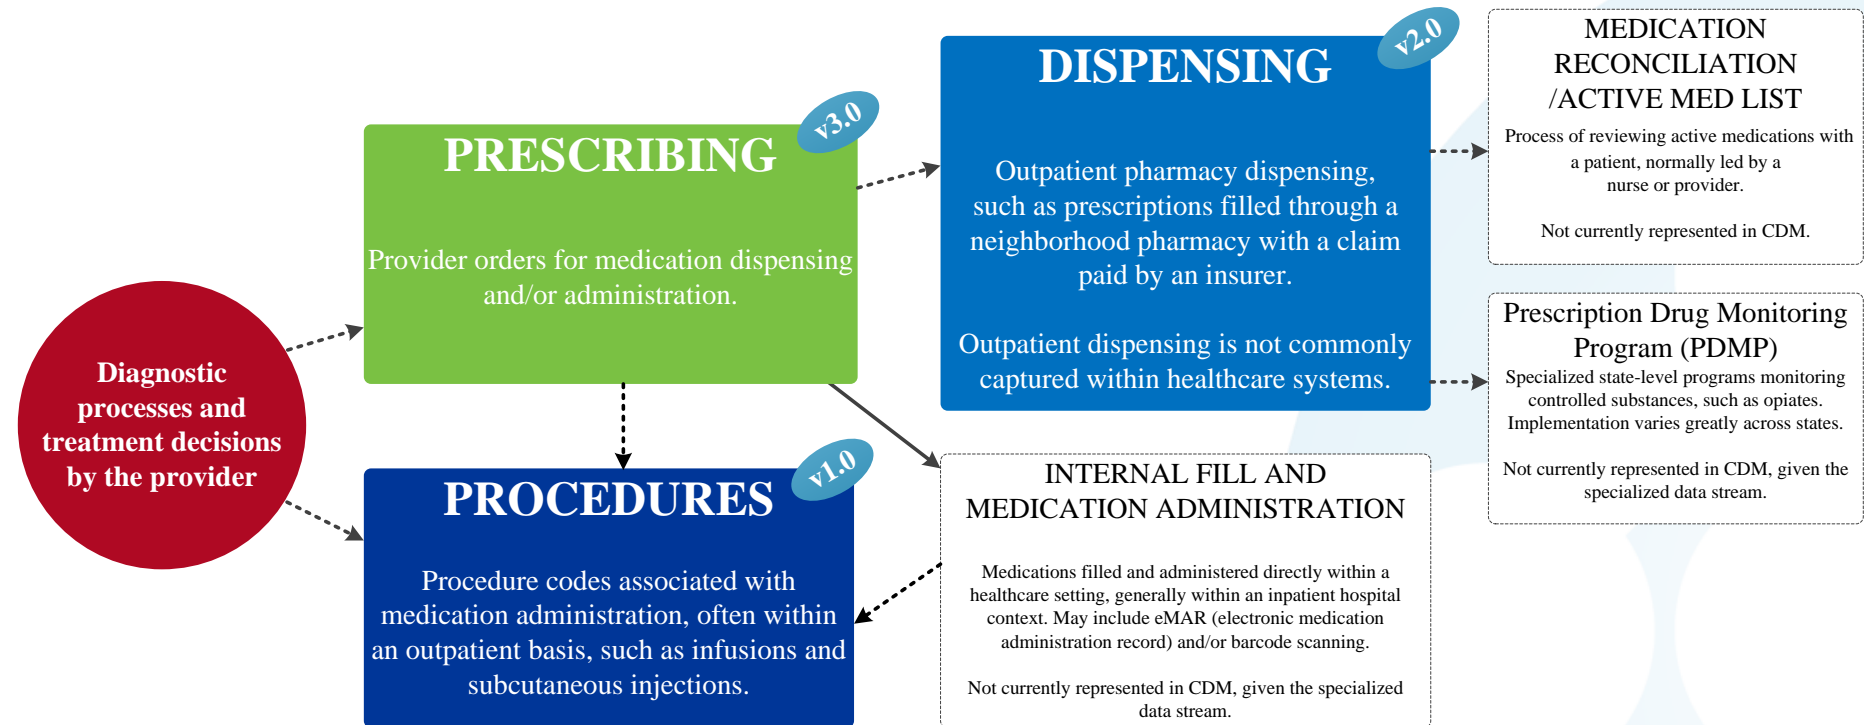 Diagnostic
processes and
treatment decisions
by the provider
PRESCRIBING
v3.0
Provider orders for medication dispensing
and/or administration.
PROCEDURES
v1.0
Procedure codes associated with
medication administration, often within
an outpatient basis, such as infusions and
subcutaneous injections.
DISPENSING
v2.0
Outpatient pharmacy dispensing,
such as prescriptions filled through a
neighborhood pharmacy with a claim
paid by an insurer.
Outpatient dispensing is not commonly
captured within healthcare systems.
INTERNAL FILL AND
MEDICATION ADMINISTRATION
Medications filled and administered directly within a
healthcare setting, generally within an inpatient hospital
context. May include eMAR (electronic medication
administration record) and/or barcode scanning.
Not currently represented in CDM, given the specialized
data stream.
MEDICATION
RECONCILIATION
/ACTIVE MED LIST
Process of reviewing active medications with
a patient, normally led by a
nurse or provider.
Not currently represented in CDM.
Prescription Drug Monitoring
Program (PDMP)
Specialized state-level programs monitoring
controlled substances, such as opiates.
Implementation varies greatly across states.
Not currently represented in CDM, given the
specialized data stream.